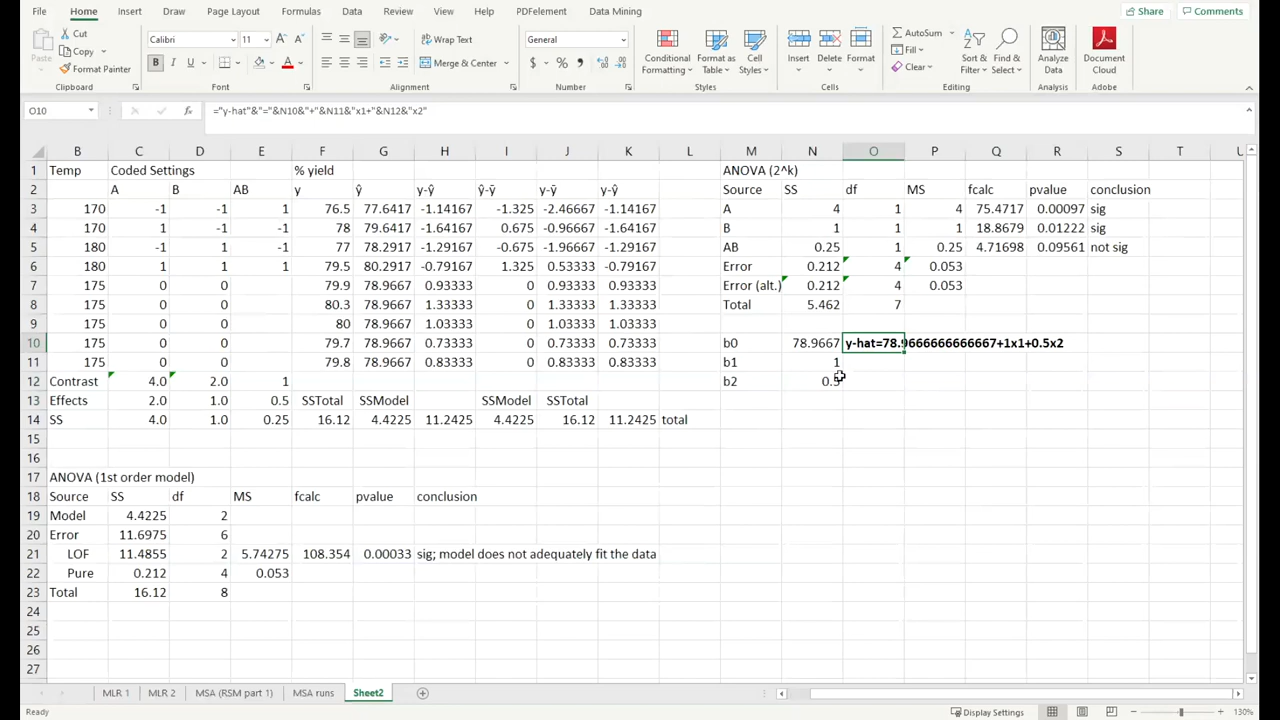 File Home Insert Draw Page Layout Formulas Data Review View Help PDFelement Data Mining Share Comments
Cut Calibri 11 Wrap Text General AutoSum
Copy Fill
Paste Format Painter Merge & Center Conditional Formatting Format as Table Cell Styles Insert Delete Format Clear Sort & Filter Find & Select Analyze Data Document Cloud
Clipboard Font Alignment Number Styles Cells Editing Analysis Adobe
O10 fx ="y-hat"&"="&N10&"+"&N11&"x1+"&N12&"x2"
B C D E F G H I J K L M N O P Q R S T U
1 Temp Coded Settings % yield ANOVA (2^k)
2 A B AB y ŷ y-ŷ ŷ-ȳ y-ȳ y-ŷ Source SS df MS fcalc pvalue conclusion
3 170 -1 -1 1 76.5 77.6417 -1.14167 -1.325 -2.46667 -1.14167 A 4 1 4 75.4717 0.00097 sig
4 170 1 -1 -1 78 79.6417 -1.64167 0.675 -0.96667 -1.64167 B 1 1 1 18.8679 0.01222 sig
5 180 -1 1 -1 77 78.2917 -1.29167 -0.675 -1.96667 -1.29167 AB 0.25 1 0.25 4.71698 0.09561 not sig
6 180 1 1 1 79.5 80.2917 -0.79167 1.325 0.53333 -0.79167 Error 0.212 4 0.053
7 175 0 0 79.9 78.9667 0.93333 0 0.93333 0.93333 Error (alt.) 0.212 4 0.053
8 175 0 0 80.3 78.9667 1.33333 0 1.33333 1.33333 Total 5.462 7
9 175 0 0 80 78.9667 1.03333 0 1.03333 1.03333
10 175 0 0 79.7 78.9667 0.73333 0 0.73333 0.73333 b0 78.9667 y-hat=78.9666666666667+1x1+0.5x2
11 175 0 0 79.8 78.9667 0.83333 0 0.83333 0.83333 b1 1
12 Contrast 4.0 2.0 1 b2 0.5
13 Effects 2.0 1.0 0.5 SSTotal SSModel SSModel SSTotal
14 SS 4.0 1.0 0.25 16.12 4.4225 11.2425 4.4225 16.12 11.2425 total
15
16
17 ANOVA (1st order model)
18 Source SS df MS fcalc pvalue conclusion
19 Model 4.4225 2
20 Error 11.6975 6
21 LOF 11.4855 2 5.74275 108.354 0.00033 sig; model does not adequately fit the data
22 Pure 0.212 4 0.053
23 Total 16.12 8
24
25
26
27
MLR 1 MLR 2 MSA (RSM part 1) MSA runs Sheet2
Ready Display Settings 130%